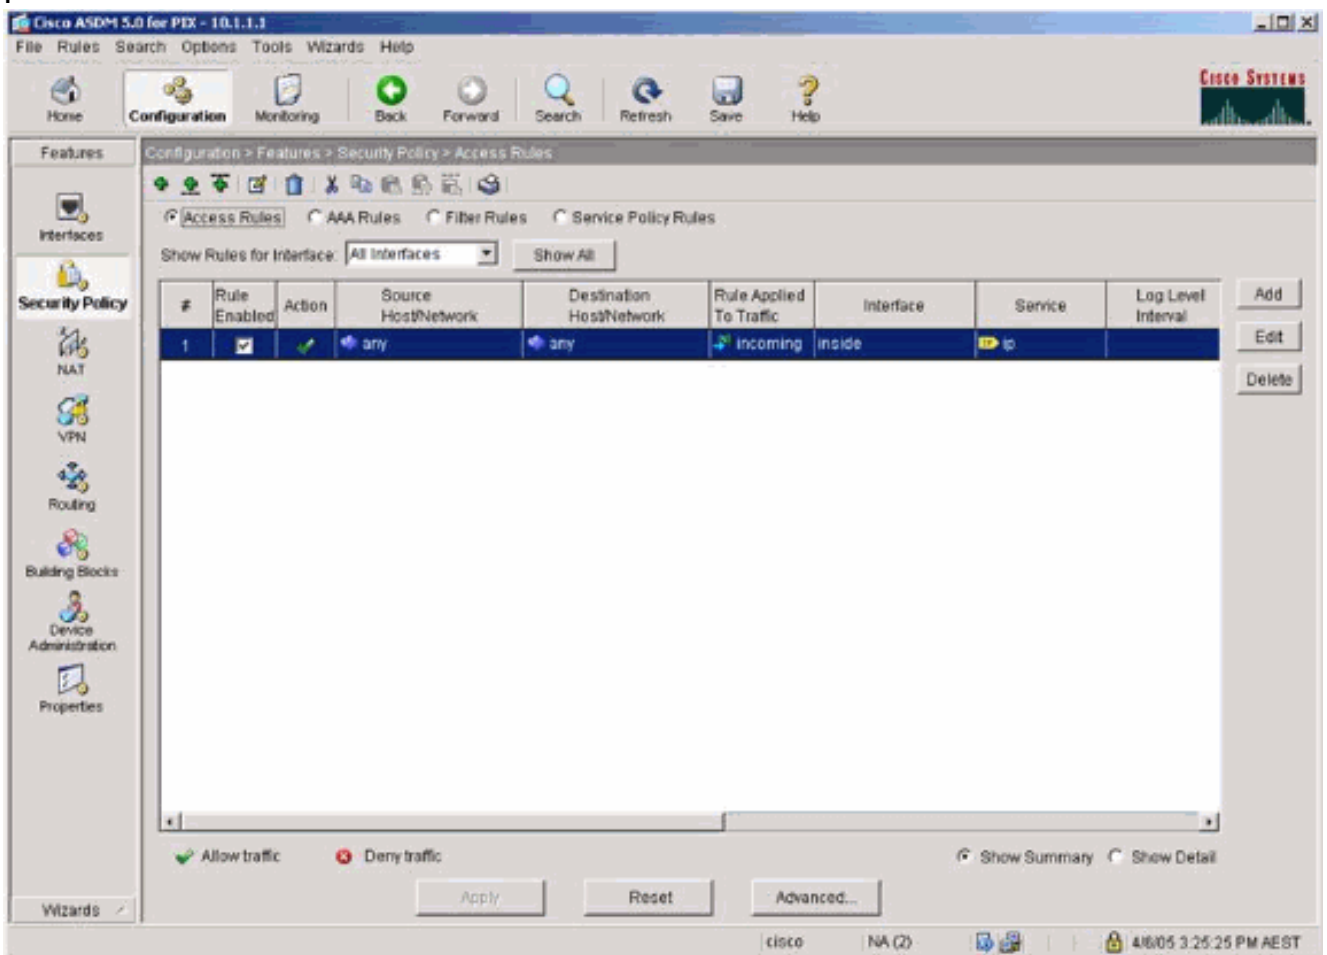 Cisco ASDM 5.0 for PIX - 10.1.1.1
File Rules Search Options Tools Wizards Help
Home Configuration Monitoring Back Forward Search Refresh Save Help
CISCO SYSTEMS
Features
Configuration > Features > Security Policy > Access Rules
Interfaces
Security Policy
NAT
VPN
Routing
Building Blocks
Device Administration
Properties
Wizards
Access Rules AAA Rules Filter Rules Service Policy Rules
Show Rules for Interface: All Interfaces Show All
# Rule Enabled Action Source Host/Network Destination Host/Network Rule Applied To Traffic Interface Service Log Level Interval
1 any any incoming inside ip
Add
Edit
Delete
Allow traffic Deny traffic Show Summary Show Detail
Apply Reset Advanced...
cisco NA (2) 4/6/05 3:25:25 PM AEST